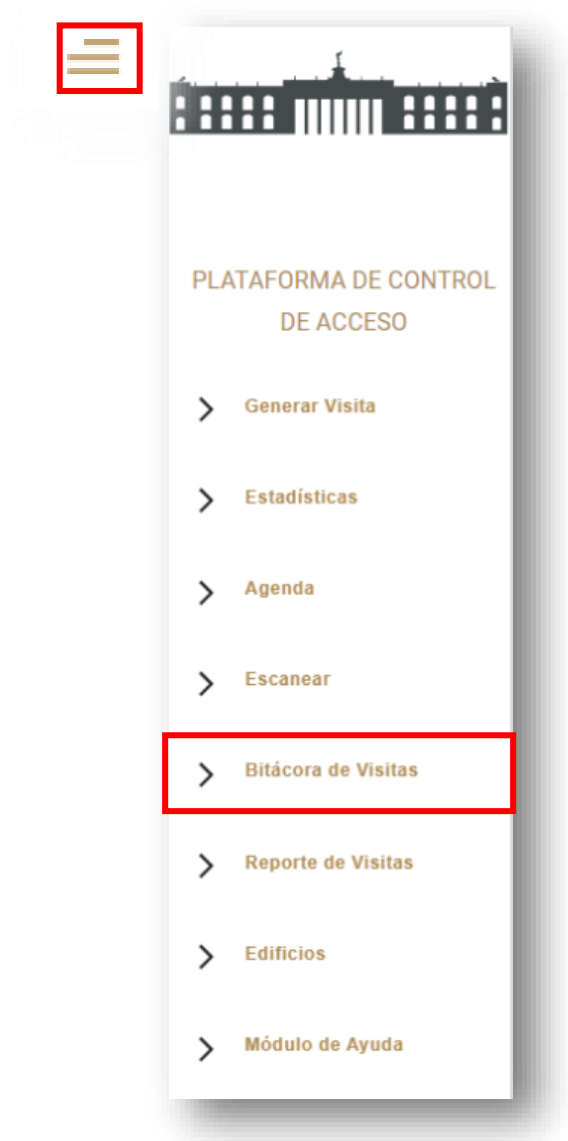 PLATAFORMA DE CONTROL
DE ACCESO
Generar Visita
Estadísticas
Agenda
Escanear
Bitácora de Visitas
Reporte de Visitas
Edificios
Módulo de Ayuda